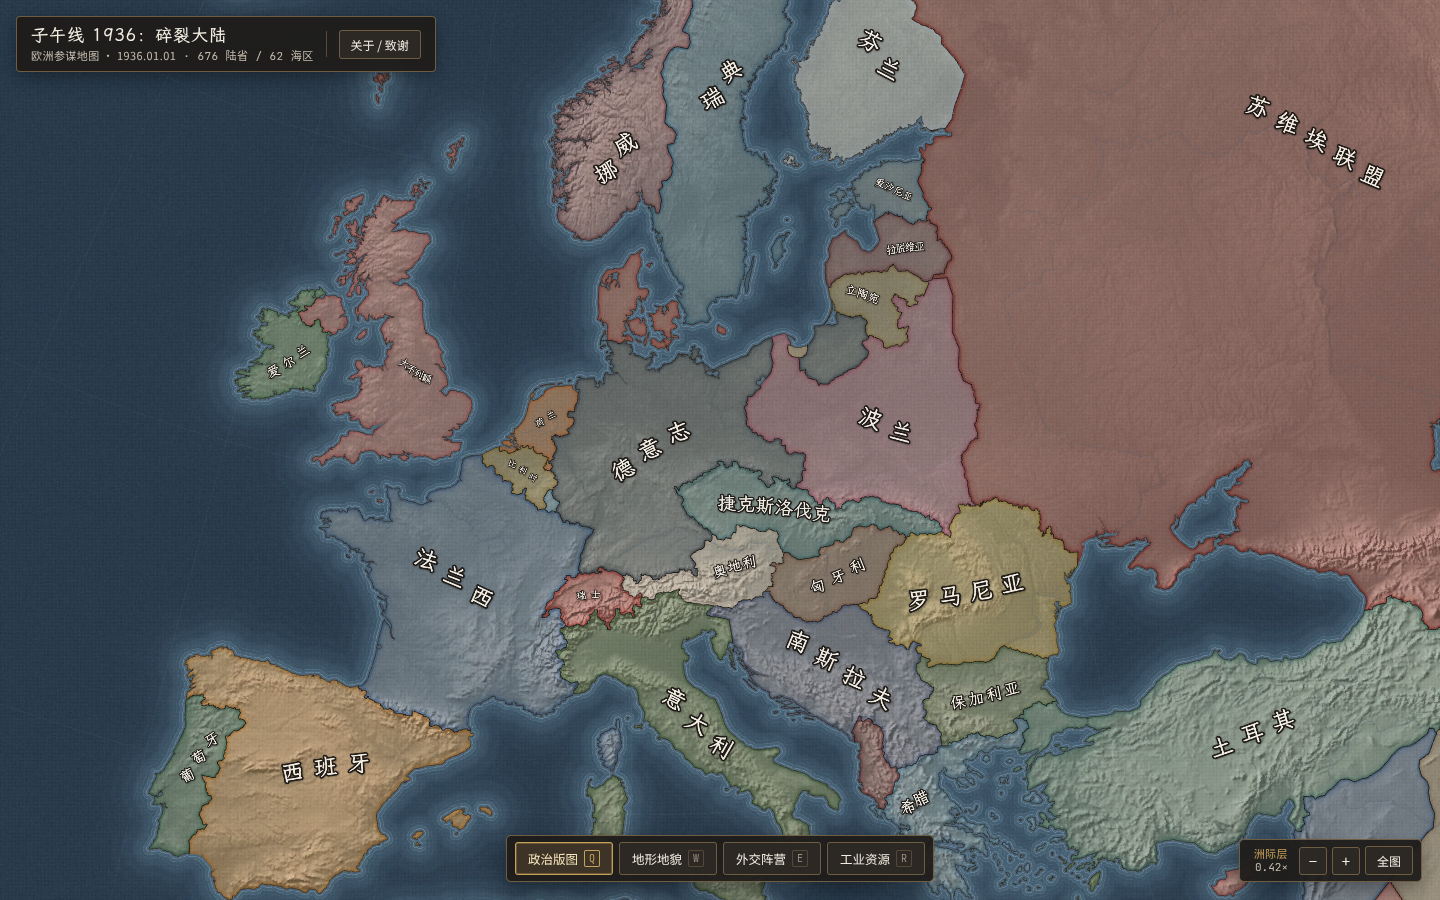 子午线 1936：碎裂大陆
欧洲参谋地图 · 1936.01.01 · 676 陆省 / 62 海区
关于 / 致谢
芬兰
瑞典
挪威
苏维埃联盟
爱沙尼亚
拉脱维亚
立陶宛
爱尔兰
大不列颠
荷兰
比利时
德意志
波兰
捷克斯洛伐克
法兰西
瑞士
奥地利
匈牙利
罗马尼亚
南斯拉夫
保加利亚
意大利
葡萄牙
西班牙
希腊
土耳其
政治版图 Q
地形地貌 W
外交阵营 E
工业资源 R
洲际层
0.42×
−
+
全图